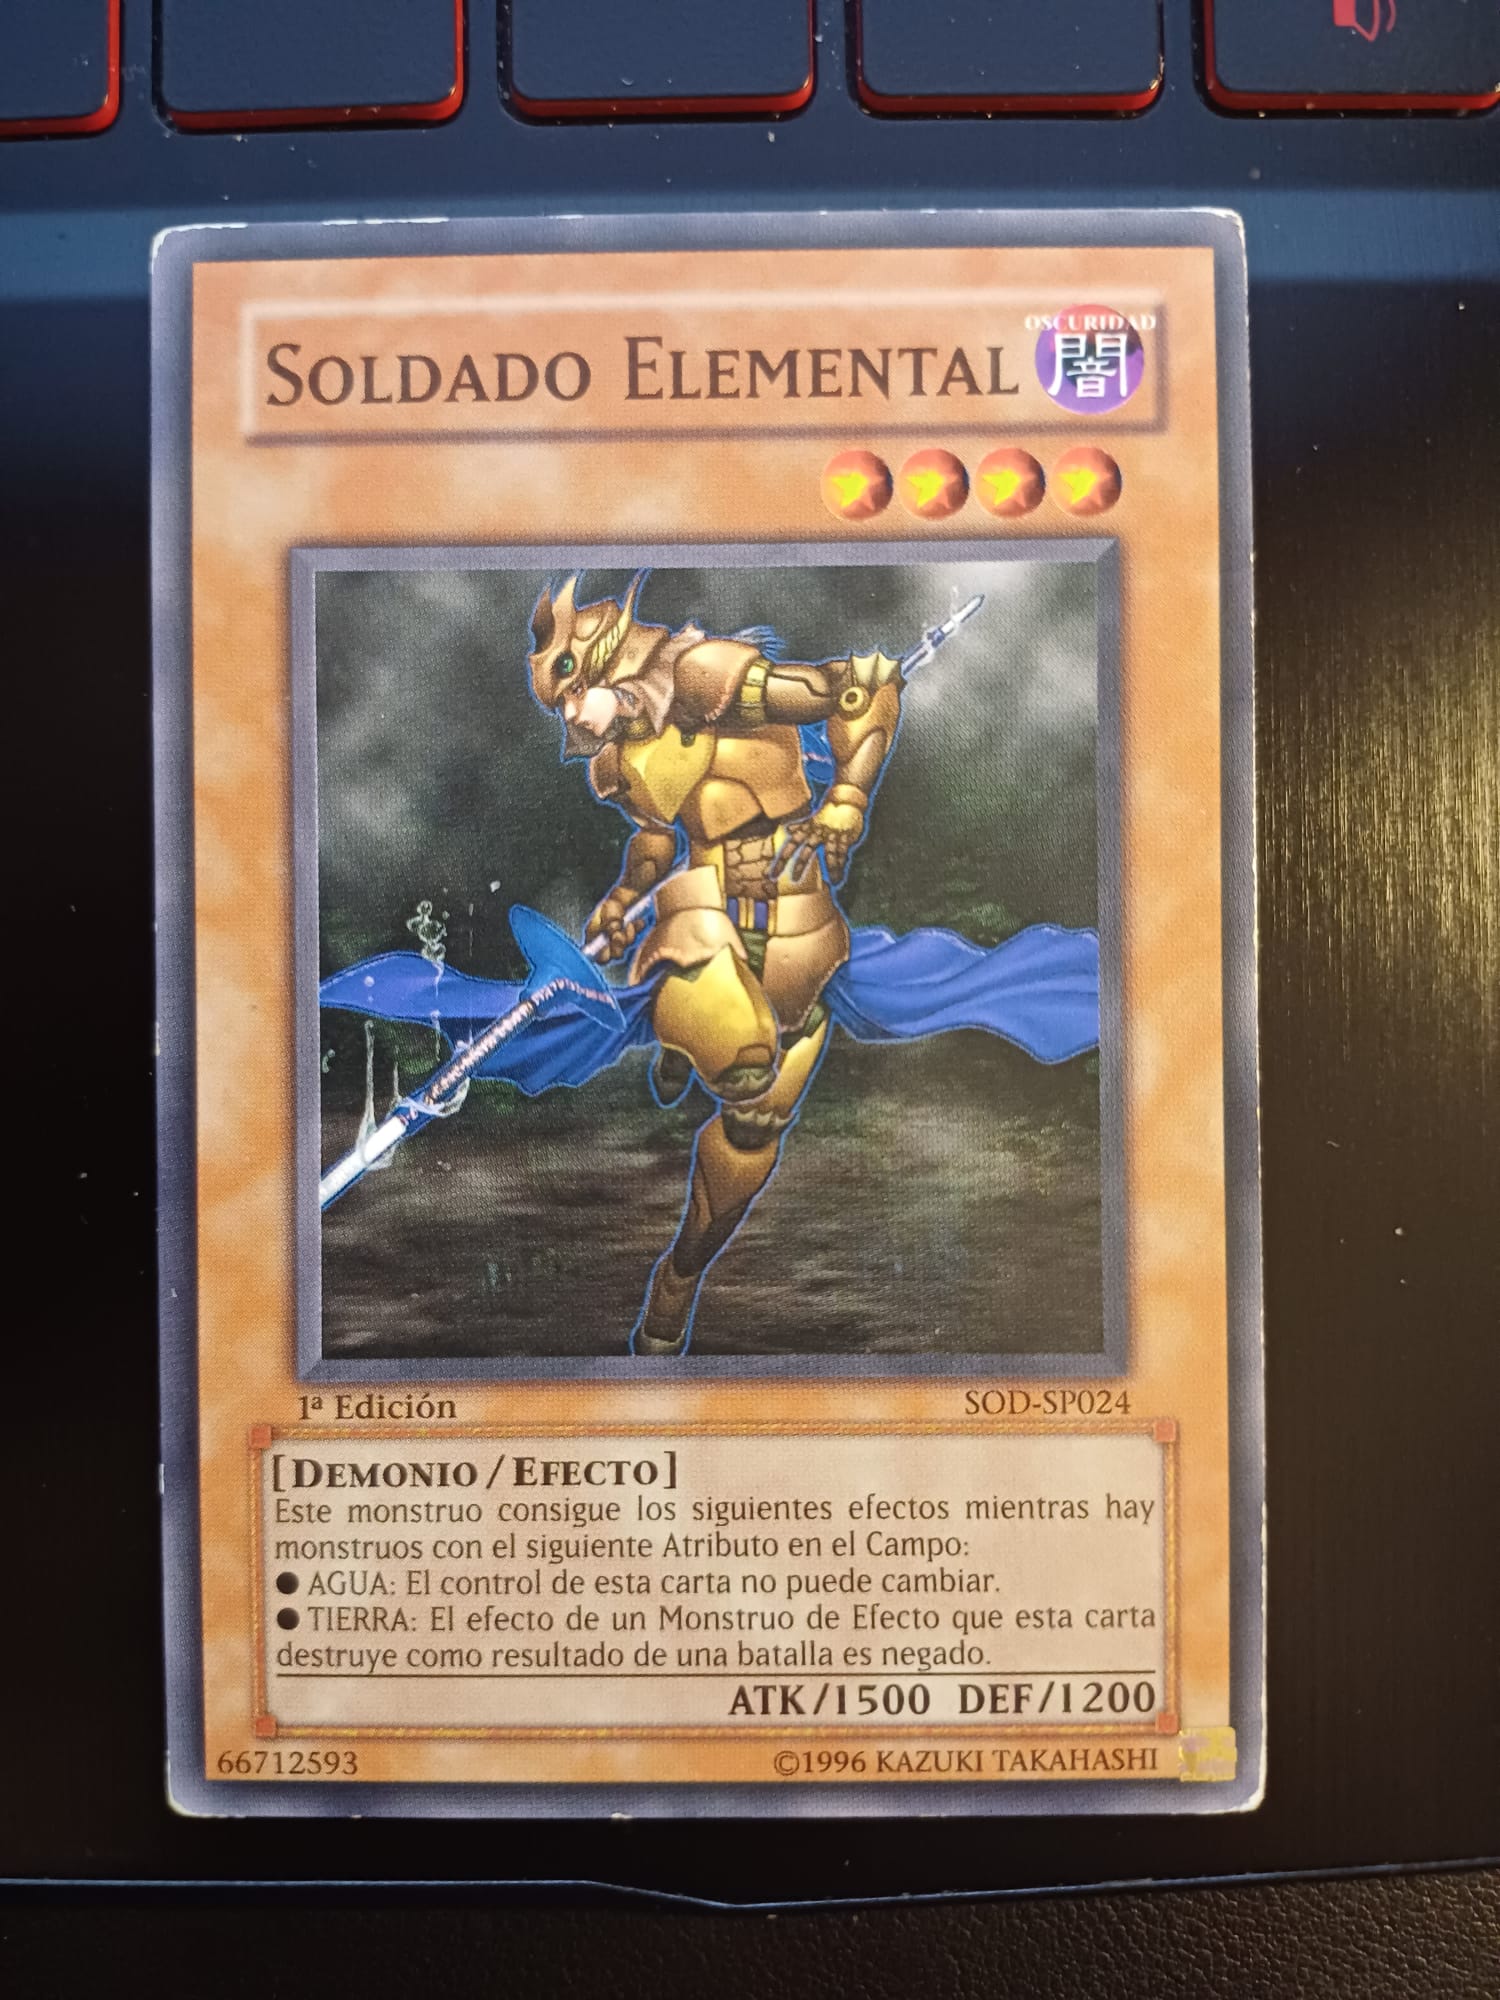 SOLDADO ELEMENTAL
OSCURIDAD
闇
1ª Edición
SOD-SP024
[DEMONIO/EFECTO]
Este monstruo consigue los siguientes efectos mientras hay
monstruos con el siguiente Atributo en el Campo:
● AGUA: El control de esta carta no puede cambiar.
● TIERRA: El efecto de un Monstruo de Efecto que esta carta
destruye como resultado de una batalla es negado.
ATK/1500 DEF/1200
66712593
©1996 KAZUKI TAKAHASHI